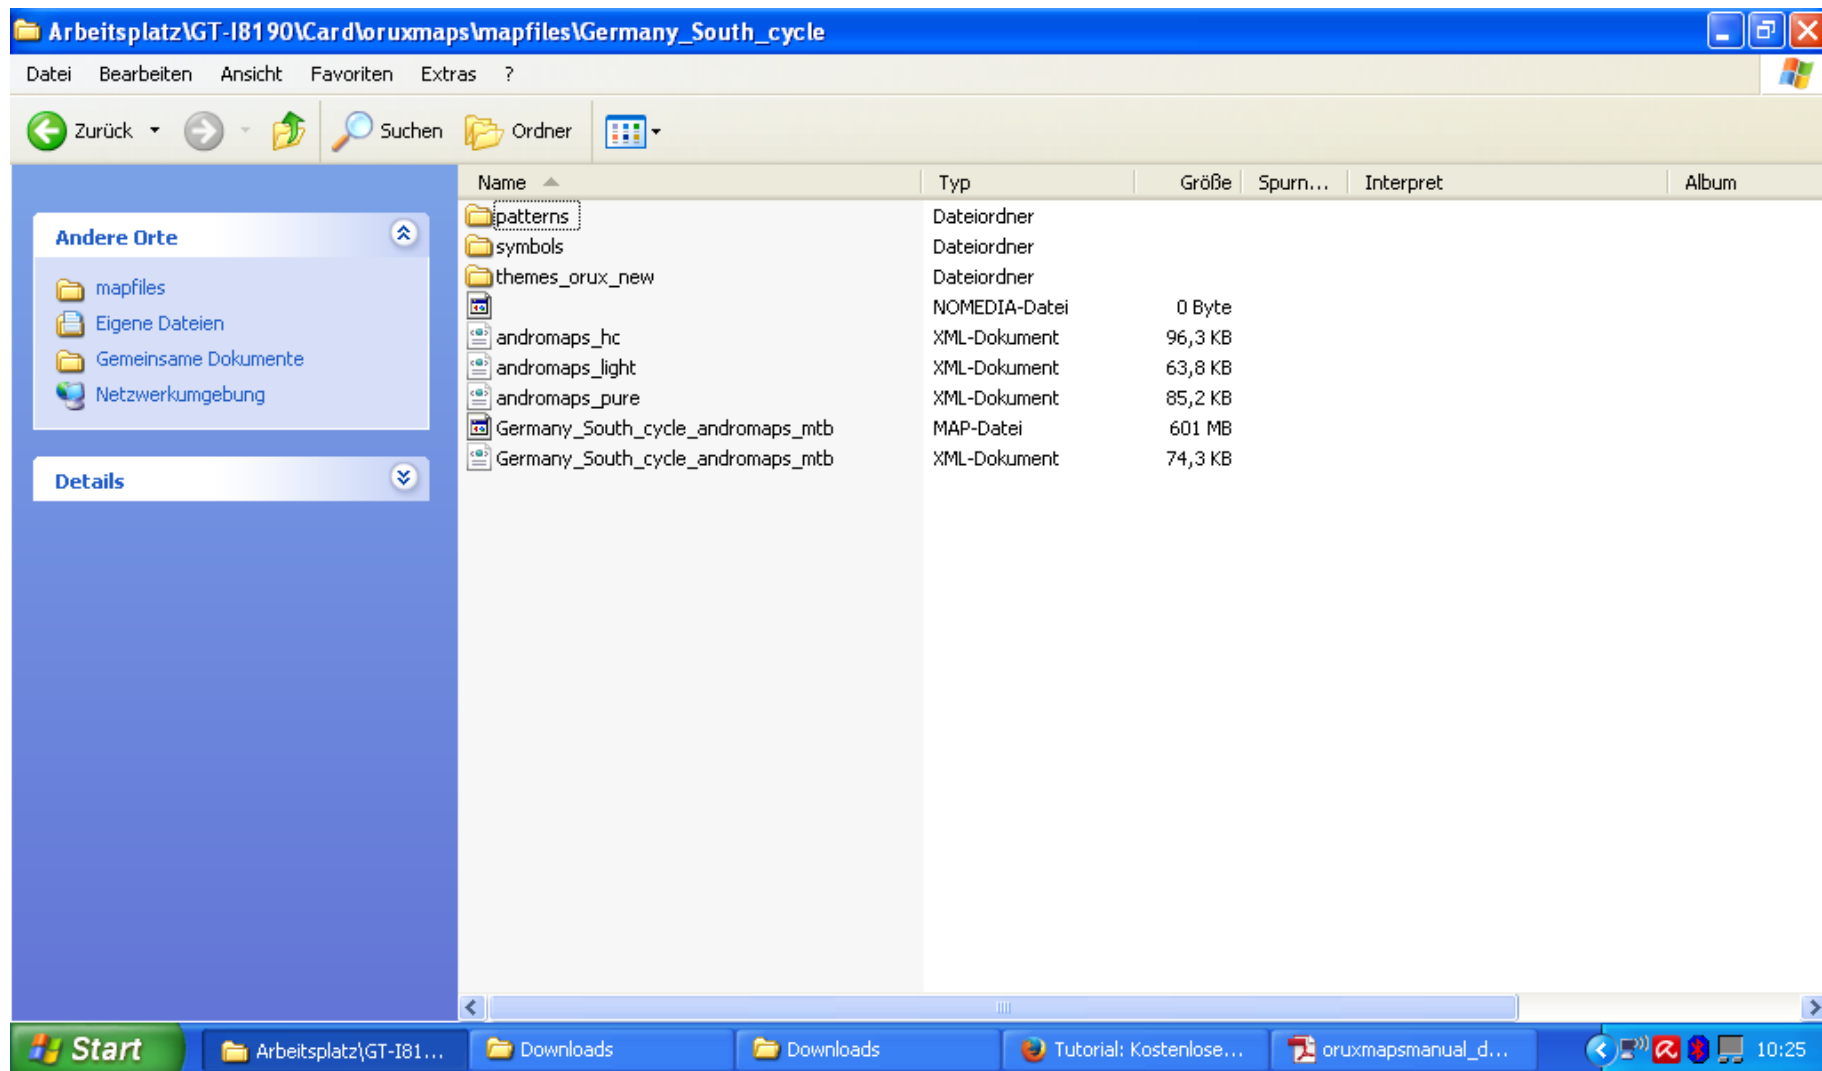 Arbeitsplatz\GT-I8190\Card\oruxmaps\mapfiles\Germany_South_cycle
Datei Bearbeiten Ansicht Favoriten Extras ?
Zurück Suchen Ordner
Name Typ Größe Spurn... Interpret Album
Andere Orte
mapfiles
Eigene Dateien
Gemeinsame Dokumente
Netzwerkumgebung
Details
patterns Dateiordner
symbols Dateiordner
themes_orux_new Dateiordner
NOMEDIA-Datei 0 Byte
andromaps_hc XML-Dokument 96,3 KB
andromaps_light XML-Dokument 63,8 KB
andromaps_pure XML-Dokument 85,2 KB
Germany_South_cycle_andromaps_mtb MAP-Datei 601 MB
Germany_South_cycle_andromaps_mtb XML-Dokument 74,3 KB
Start Arbeitsplatz\GT-I81... Downloads Downloads Tutorial: Kostenlose... oruxmapsmanual_d... 10:25